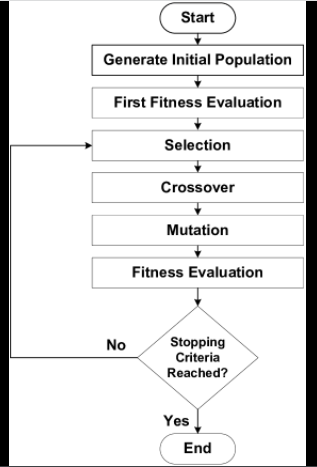 Start
Generate Initial Population
First Fitness Evaluation
Selection
Crossover
Mutation
Fitness Evaluation
No
Stopping
Criteria
Reached?
Yes
End